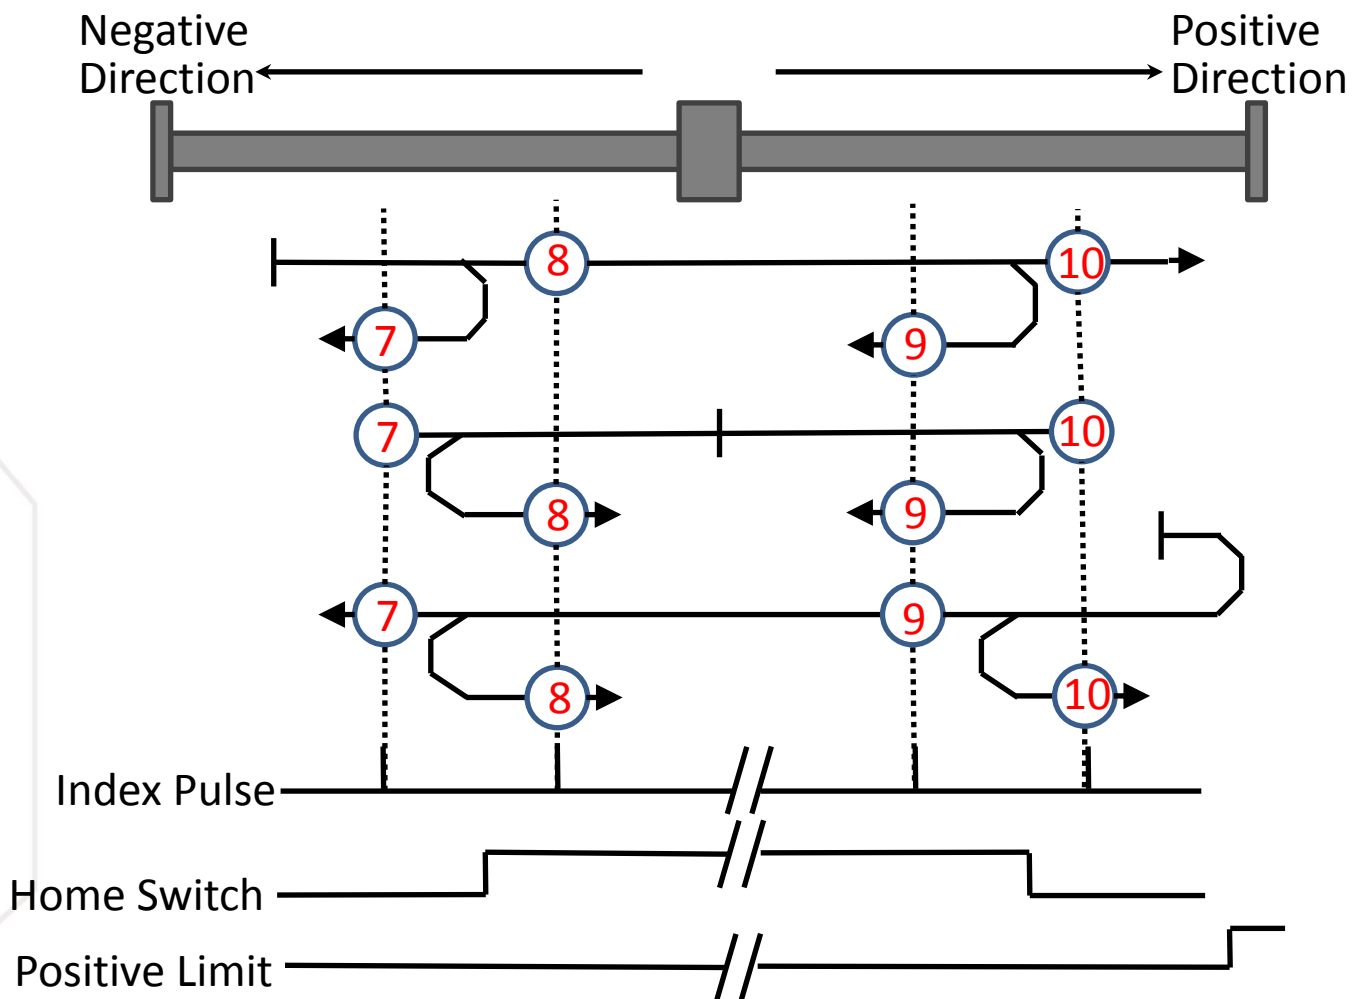 Negative
Direction
Positive
Direction
8
10
7
9
7
10
8
9
7
9
8
10
Index Pulse
Home Switch
Positive Limit